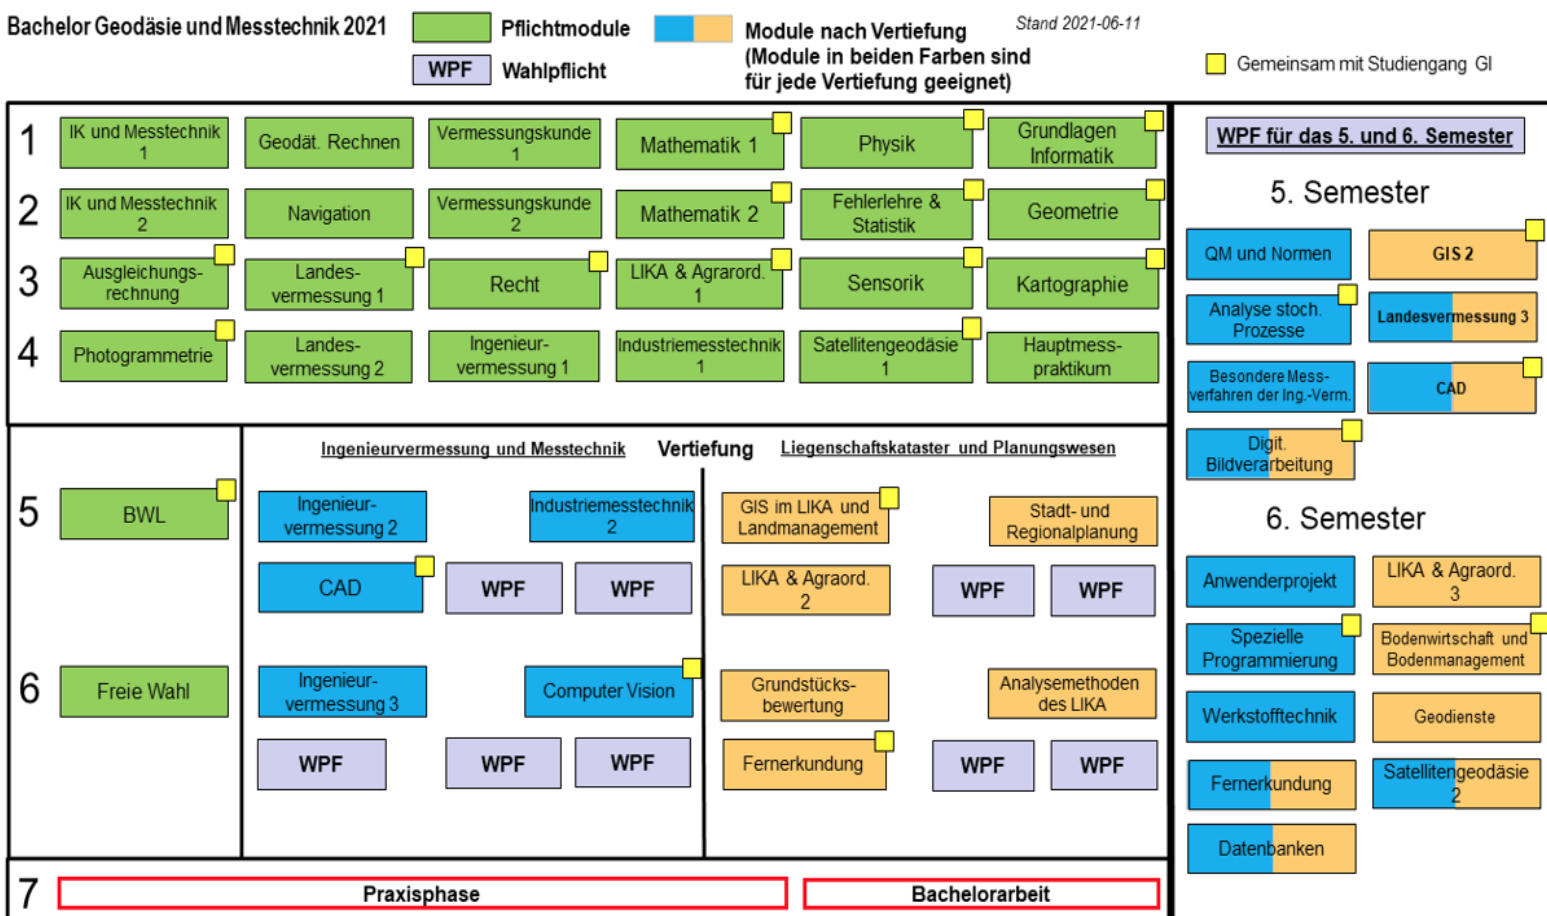 Bachelor Geodäsie und Messtechnik 2021
Pflichtmodule
WPF
Wahlpflicht
Module nach Vertiefung
(Module in beiden Farben sind
für jede Vertiefung geeignet)
Stand 2021-06-11
Gemeinsam mit Studiengang GI
1
IK und Messtechnik
1
Geodät. Rechnen
Vermessungskunde
1
Mathematik 1
Physik
Grundlagen
Informatik
2
IK und Messtechnik
2
Navigation
Vermessungskunde
2
Mathematik 2
Fehlerlehre &
Statistik
Geometrie
3
Ausgleichungs-
rechnung
Landes-
vermessung 1
Recht
LIKA & Agrarord.
1
Sensorik
Kartographie
4
Photogrammetrie
Landes-
vermessung 2
Ingenieur-
vermessung 1
Industriemesstechnik
1
Satellitengeodäsie
1
Hauptmess-
praktikum
Ingenieurvermessung und Messtechnik
Vertiefung
Liegenschaftskataster und Planungswesen
5
BWL
Ingenieur-
vermessung 2
Industriemesstechnik
2
GIS im LIKA und
Landmanagement
Stadt- und
Regionalplanung
CAD
WPF
WPF
LIKA & Agraord.
2
WPF
WPF
6
Freie Wahl
Ingenieur-
vermessung 3
Computer Vision
Grundstücks-
bewertung
Analysemethoden
des LIKA
WPF
WPF
WPF
Fernerkundung
WPF
WPF
7
Praxisphase
Bachelorarbeit
WPF für das 5. und 6. Semester
5. Semester
QM und Normen
GIS 2
Analyse stoch.
Prozesse
Landesvermessung 3
Besondere Mess-
verfahren der Ing.-Verm.
CAD
Digit.
Bildverarbeitung
6. Semester
Anwenderprojekt
LIKA & Agraord.
3
Spezielle
Programmierung
Bodenwirtschaft und
Bodenmanagement
Werkstofftechnik
Geodienste
Fernerkundung
Satellitengeodäsie
2
Datenbanken